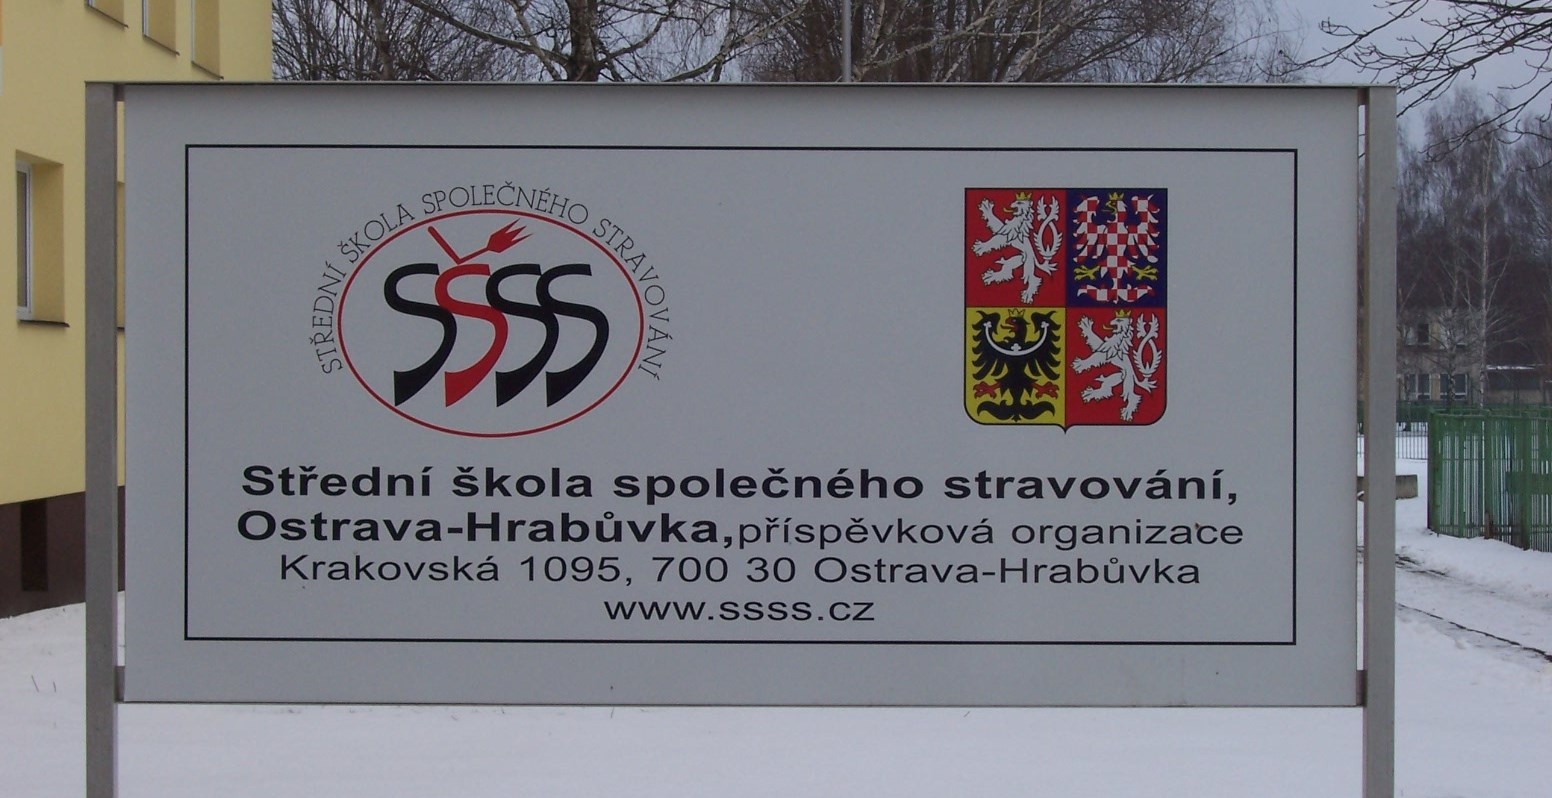 STŘEDNÍ ŠKOLA SPOLEČNÉHO STRAVOVÁNÍ
SŠSS
Střední škola společného stravování,
Ostrava-Hrabůvka,příspěvková organizace
Krakovská 1095, 700 30 Ostrava-Hrabůvka
www.ssss.cz